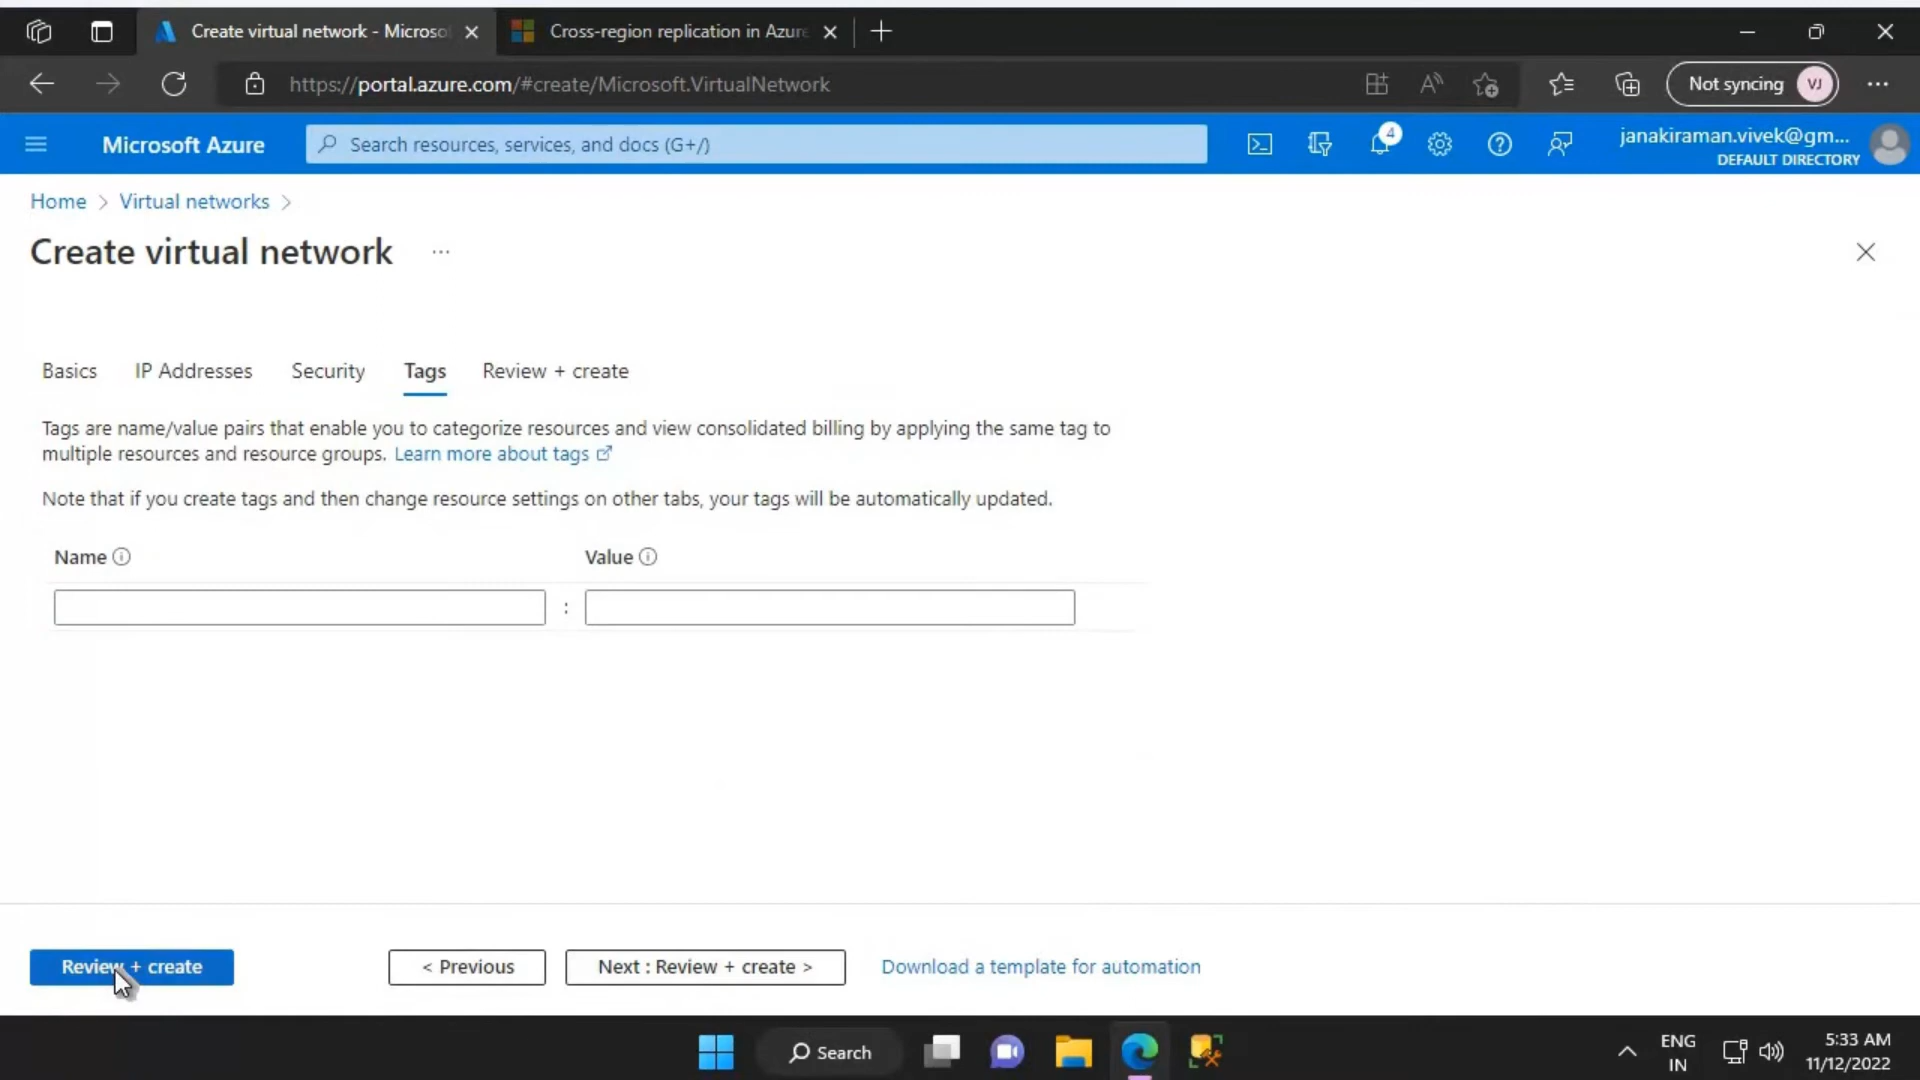 Create virtual network - Microso
Cross-region replication in Azure
https://portal.azure.com/#create/Microsoft.VirtualNetwork
A
Not syncing
VJ
Microsoft Azure
Search resources, services, and docs (G+/)
4
janakiraman.vivek@gm...
DEFAULT DIRECTORY
Home > Virtual networks >
Create virtual network ...
Basics
IP Addresses
Security
Tags
Review + create
Tags are name/value pairs that enable you to categorize resources and view consolidated billing by applying the same tag to
multiple resources and resource groups. Learn more about tags
Note that if you create tags and then change resource settings on other tabs, your tags will be automatically updated.
Name
Value
:
Review + create
< Previous
Next : Review + create >
Download a template for automation
Search
ENG
IN
5:33 AM
11/12/2022